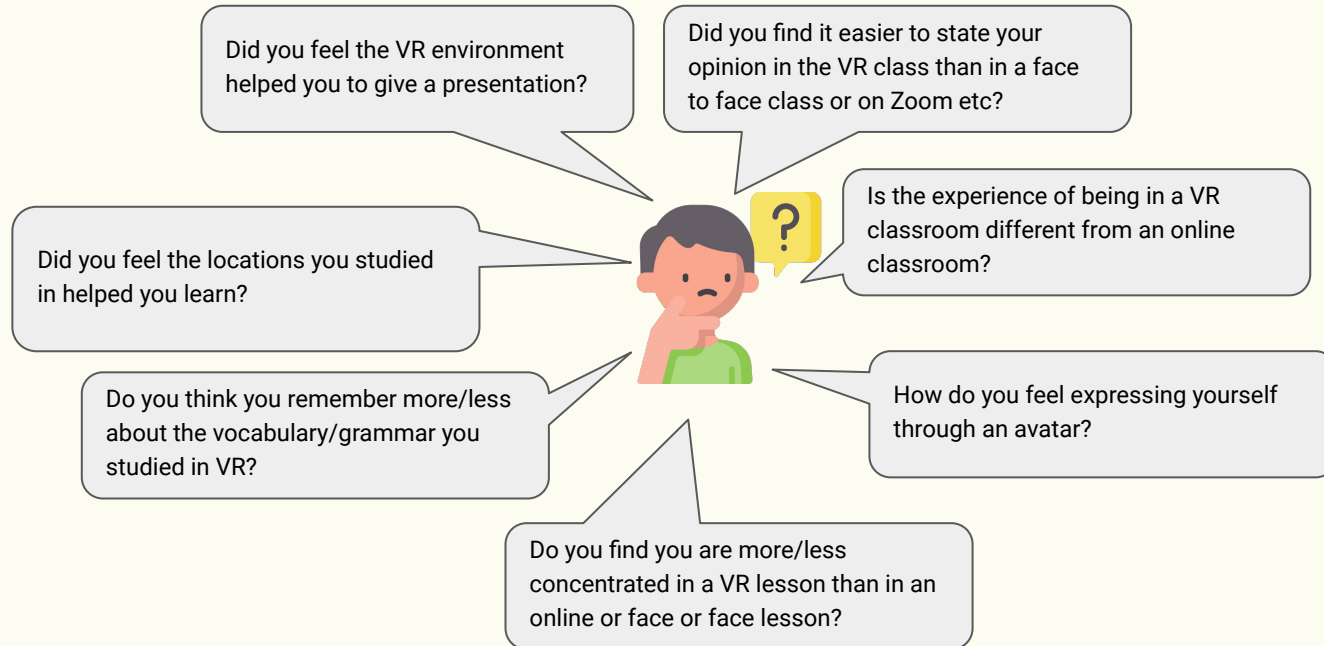 Did you feel the VR environment
helped you to give a presentation?
Did you find it easier to state your
opinion in the VR class than in a face
to face class or on Zoom etc?
?
Is the experience of being in a VR
classroom different from an online
classroom?
Did you feel the locations you studied
in helped you learn?
Do you think you remember more/less
about the vocabulary/grammar you
studied in VR?
How do you feel expressing yourself
through an avatar?
Do you find you are more/less
concentrated in a VR lesson than in an
online or face or face lesson?